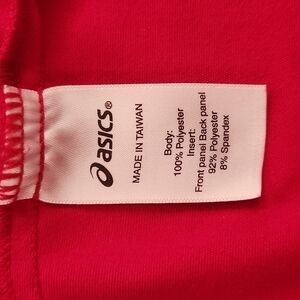 asics®
MADE IN TAIWAN
Body:
100% Polyester
Insert:
Front panel Back panel
92% Polyester
8% Spandex